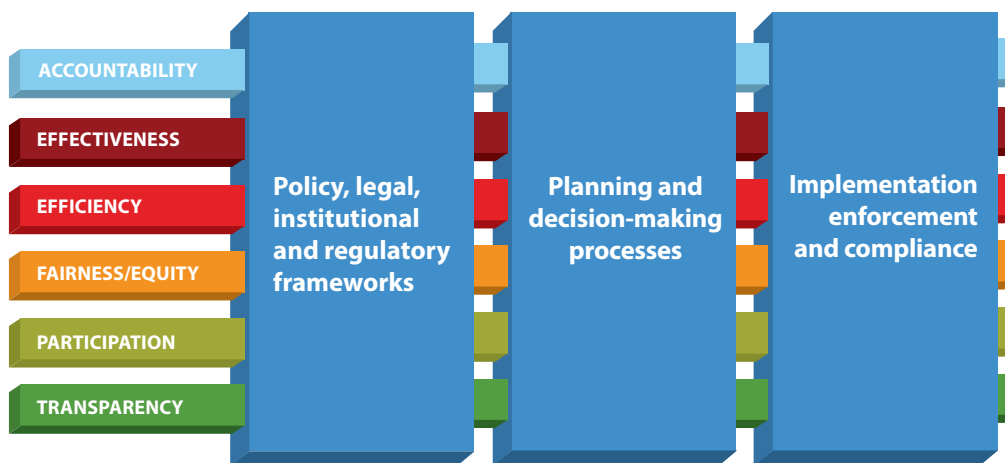 ACCOUNTABILITY
EFFECTIVENESS
EFFICIENCY
FAIRNESS/EQUITY
PARTICIPATION
TRANSPARENCY
Policy, legal,
institutional
and regulatory
frameworks
Planning and
decision-making
processes
Implementation
enforcement
and compliance